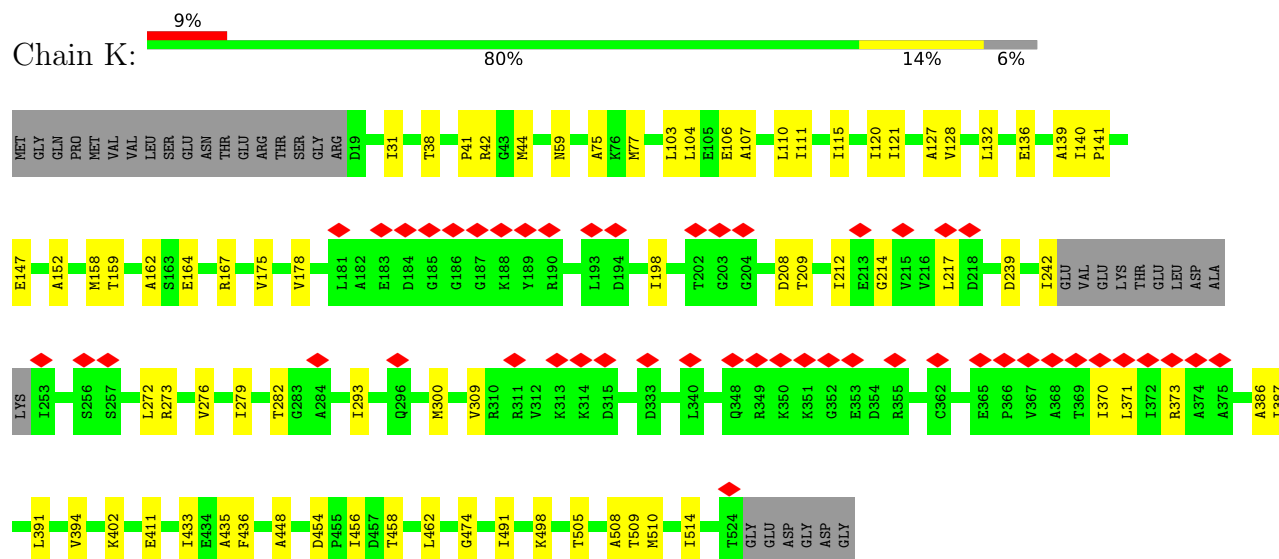 9%
Chain K:
80% 14% 6%
MET GLY GLN PRO MET VAL VAL LEU SER GLU ASN THR GLU ARG THR SER GLY ARG D19 I31 T38 P41 R42 G43 M44 N59 A75 K76 M77 L103 L104 E105 E106 A107 L110 I111 I115 I120 I121 A127 V128 L132 E136 A139 I140 P141
E147 A152 M158 T159 A162 S163 E164 R167 V175 V178 L181 A182 E183 D184 G185 G186 G187 K188 Y189 R190 L193 D194 I198 T202 G203 G204 D208 T209 I212 E213 G214 V215 V216 L217 D218 D239 I242 GLU VAL GLU LYS THR GLU LEU ASP ALA
LYS I253 S256 S257 L272 R273 V276 I279 T282 G283 A284 I293 Q296 M300 V309 R310 R311 V312 K313 K314 D315 D333 L340 Q348 R349 K350 K351 G352 E353 D354 R355 C362 E365 P366 V367 A368 T369 I370 L371 I372 R373 A374 A375 A386 I387
L391 V394 K402 E411 I433 E434 A435 F436 A448 D454 P455 I456 D457 T458 L462 G474 I491 K498 T505 A508 T509 M510 I514 T524 GLY GLU ASP GLY ASP GLY